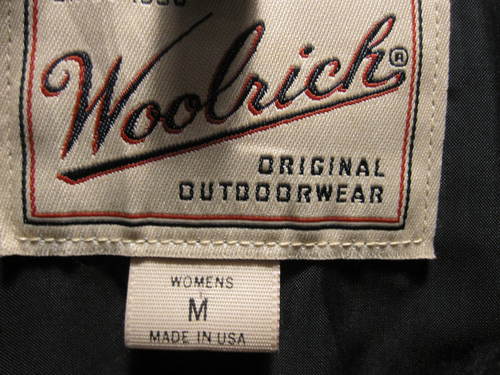 Woolrich®
ORIGINAL
OUTDOORWEAR
WOMENS
M
MADE IN USA